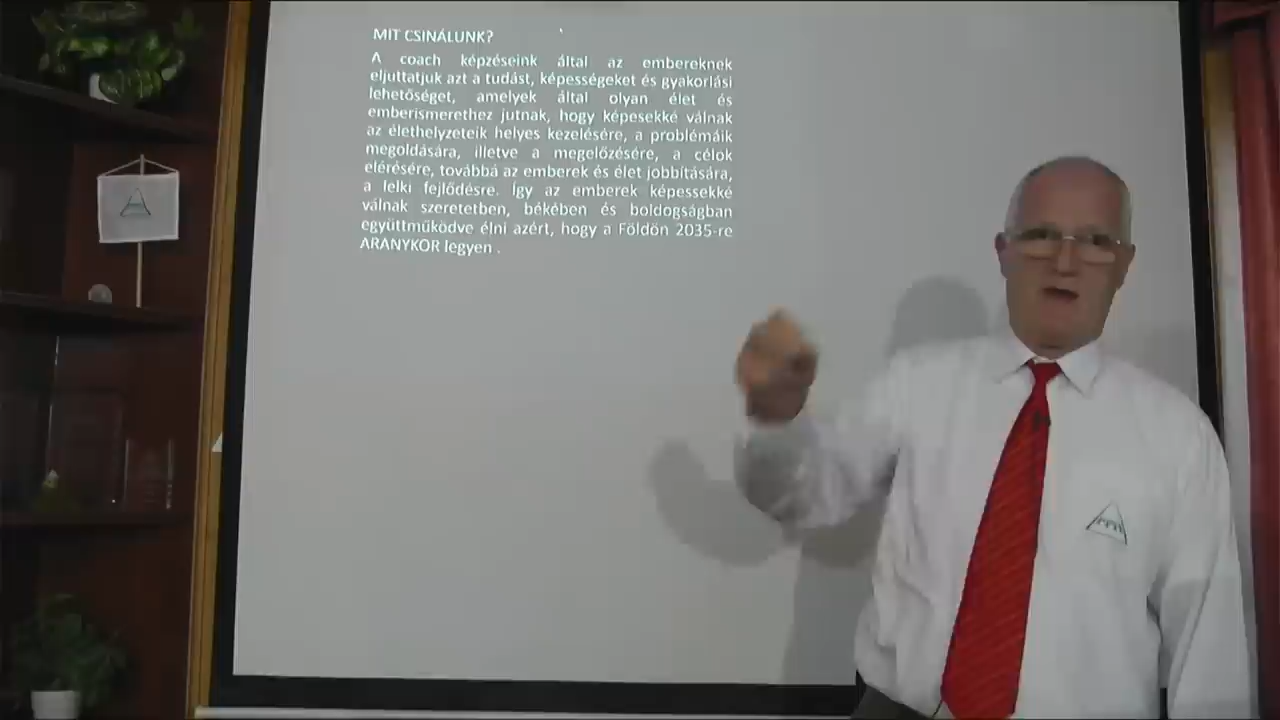 MIT CSINÁLUNK?
A coach képzéseink által az embereknek
eljuttatjuk azt a tudást, képességeket és gyakorlási
lehetőséget, amelyek által olyan élet és
emberismerethez jutnak, hogy képesekké válnak
az élethelyzeteik helyes kezelésére, a problémáik
megoldására, illetve a megelőzésére, a célok
elérésére, továbbá az emberek és élet jobbítására,
a lelki fejlődésre. Így az emberek képessekké
válnak szeretetben, békében és boldogságban
együttműködve élni azért, hogy a Földön 2035-re
ARANYKOR legyen .